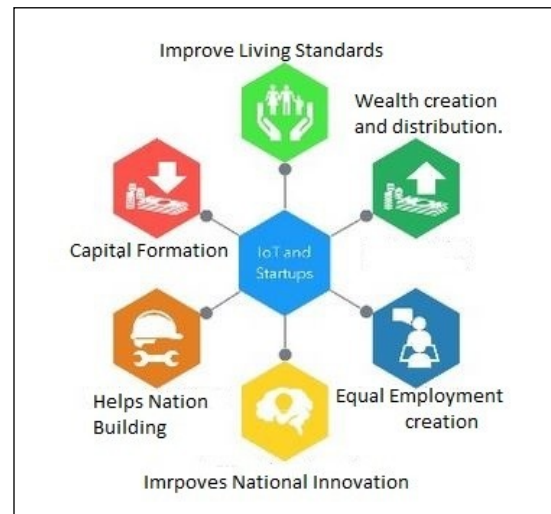 Improve Living Standards
Wealth creation
and distribution.
Capital Formation
IoT and
Startups
Helps Nation
Building
Equal Employment
creation
Imrpoves National Innovation